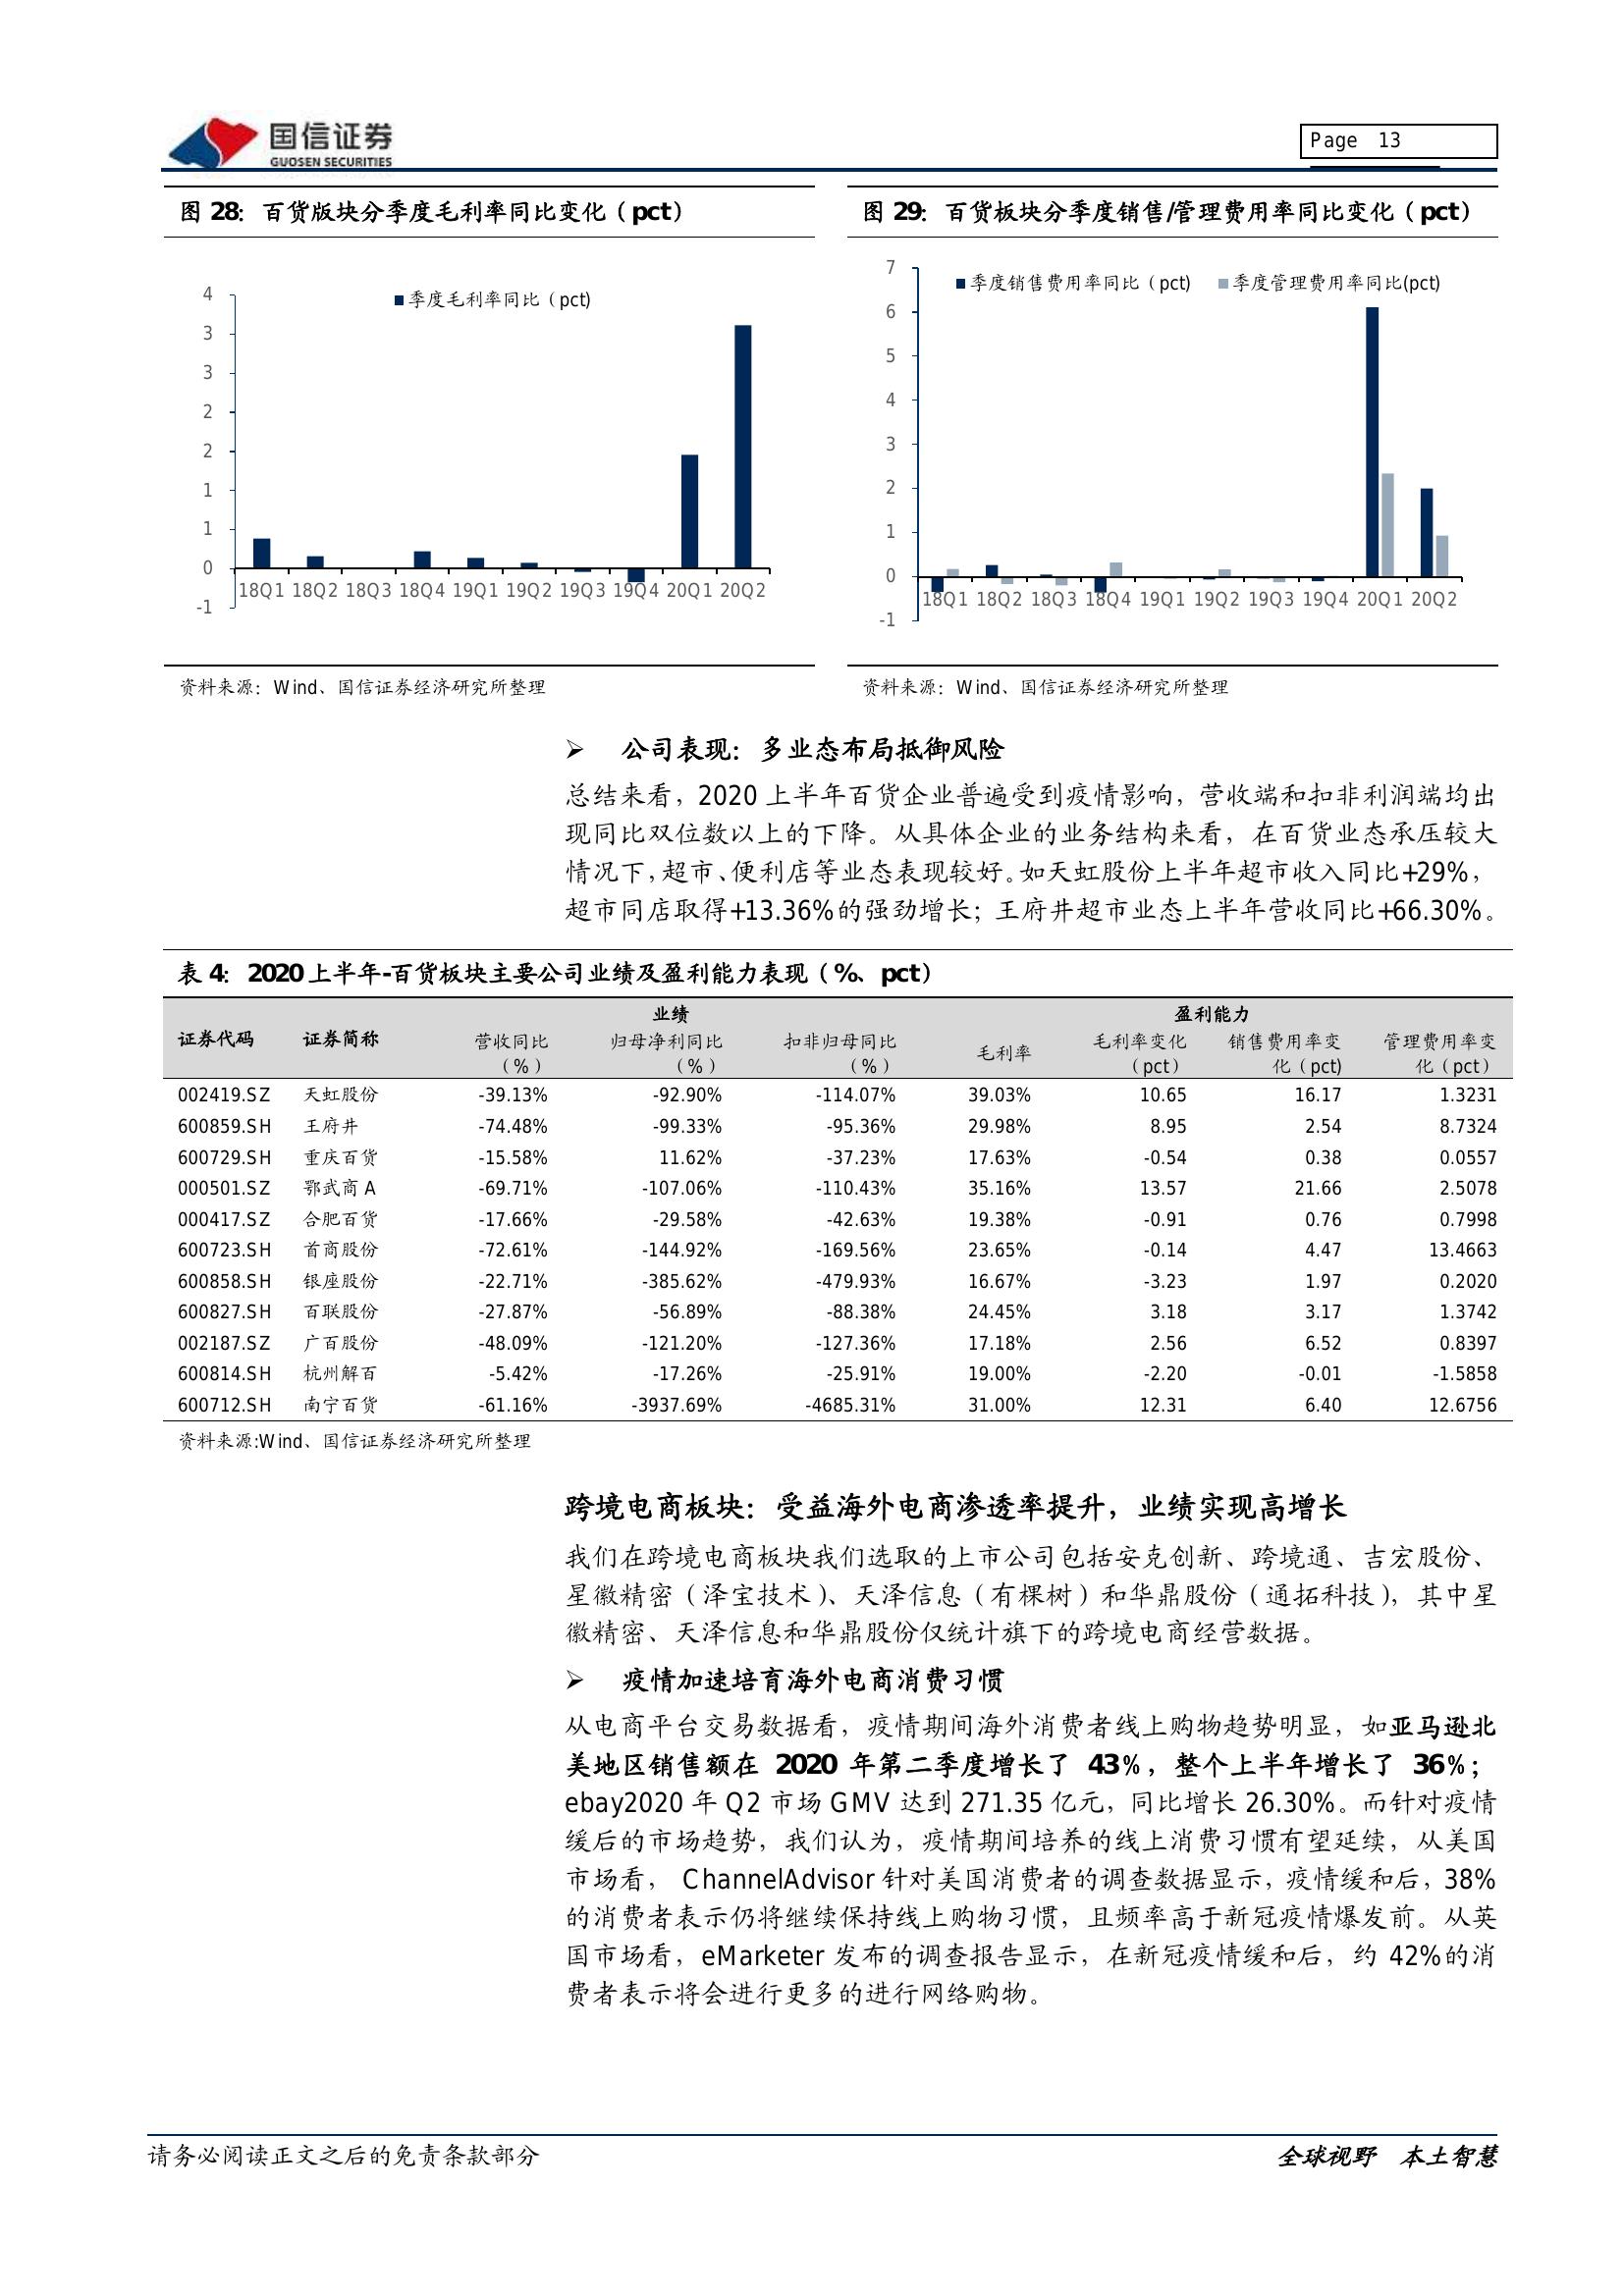 国信证券
GUOSEN SECURITIES
Page 13
图 28：百货版块分季度毛利率同比变化（pct）
季度毛利率同比（pct)
4
3
3
2
2
1
1
0
-1
18Q1 18Q2 18Q3 18Q4 19Q1 19Q2 19Q3 19Q4 20Q1 20Q2
资料来源：Wind、国信证券经济研究所整理
图 29：百货板块分季度销售/管理费用率同比变化（pct）
季度销售费用率同比（pct) 季度管理费用率同比(pct)
7
6
5
4
3
2
1
0
-1
18Q1 18Q2 18Q3 18Q4 19Q1 19Q2 19Q3 19Q4 20Q1 20Q2
资料来源：Wind、国信证券经济研究所整理
➢ 公司表现：多业态布局抵御风险
总结来看，2020 上半年百货企业普遍受到疫情影响，营收端和扣非利润端均出
现同比双位数以上的下降。从具体企业的业务结构来看，在百货业态承压较大
情况下，超市、便利店等业态表现较好。如天虹股份上半年超市收入同比+29%，
超市同店取得+13.36%的强劲增长；王府井超市业态上半年营收同比+66.30%。
表 4：2020 上半年-百货板块主要公司业绩及盈利能力表现（%、pct）
业绩 盈利能力
证券代码 证券简称 营收同比（%） 归母净利同比（%） 扣非归母同比（%） 毛利率 毛利率变化（pct） 销售费用率变化（pct) 管理费用率变化（pct）
002419.SZ 天虹股份 -39.13% -92.90% -114.07% 39.03% 10.65 16.17 1.3231
600859.SH 王府井 -74.48% -99.33% -95.36% 29.98% 8.95 2.54 8.7324
600729.SH 重庆百货 -15.58% 11.62% -37.23% 17.63% -0.54 0.38 0.0557
000501.SZ 鄂武商 A -69.71% -107.06% -110.43% 35.16% 13.57 21.66 2.5078
000417.SZ 合肥百货 -17.66% -29.58% -42.63% 19.38% -0.91 0.76 0.7998
600723.SH 首商股份 -72.61% -144.92% -169.56% 23.65% -0.14 4.47 13.4663
600858.SH 银座股份 -22.71% -385.62% -479.93% 16.67% -3.23 1.97 0.2020
600827.SH 百联股份 -27.87% -56.89% -88.38% 24.45% 3.18 3.17 1.3742
002187.SZ 广百股份 -48.09% -121.20% -127.36% 17.18% 2.56 6.52 0.8397
600814.SH 杭州解百 -5.42% -17.26% -25.91% 19.00% -2.20 -0.01 -1.5858
600712.SH 南宁百货 -61.16% -3937.69% -4685.31% 31.00% 12.31 6.40 12.6756
资料来源:Wind、国信证券经济研究所整理
跨境电商板块：受益海外电商渗透率提升，业绩实现高增长
我们在跨境电商板块我们选取的上市公司包括安克创新、跨境通、吉宏股份、
星徽精密（泽宝技术）、天泽信息（有棵树）和华鼎股份（通拓科技），其中星
徽精密、天泽信息和华鼎股份仅统计旗下的跨境电商经营数据。
➢ 疫情加速培育海外电商消费习惯
从电商平台交易数据看，疫情期间海外消费者线上购物趋势明显，如亚马逊北
美地区销售额在 2020 年第二季度增长了 43%，整个上半年增长了 36%；
ebay2020 年 Q2 市场 GMV 达到 271.35 亿元，同比增长 26.30%。而针对疫情
缓后的市场趋势，我们认为，疫情期间培养的线上消费习惯有望延续，从美国
市场看， ChannelAdvisor 针对美国消费者的调查数据显示，疫情缓和后，38%
的消费者表示仍将继续保持线上购物习惯，且频率高于新冠疫情爆发前。从英
国市场看，eMarketer 发布的调查报告显示，在新冠疫情缓和后，约 42%的消
费者表示将会进行更多的进行网络购物。
请务必阅读正文之后的免责条款部分 全球视野 本土智慧